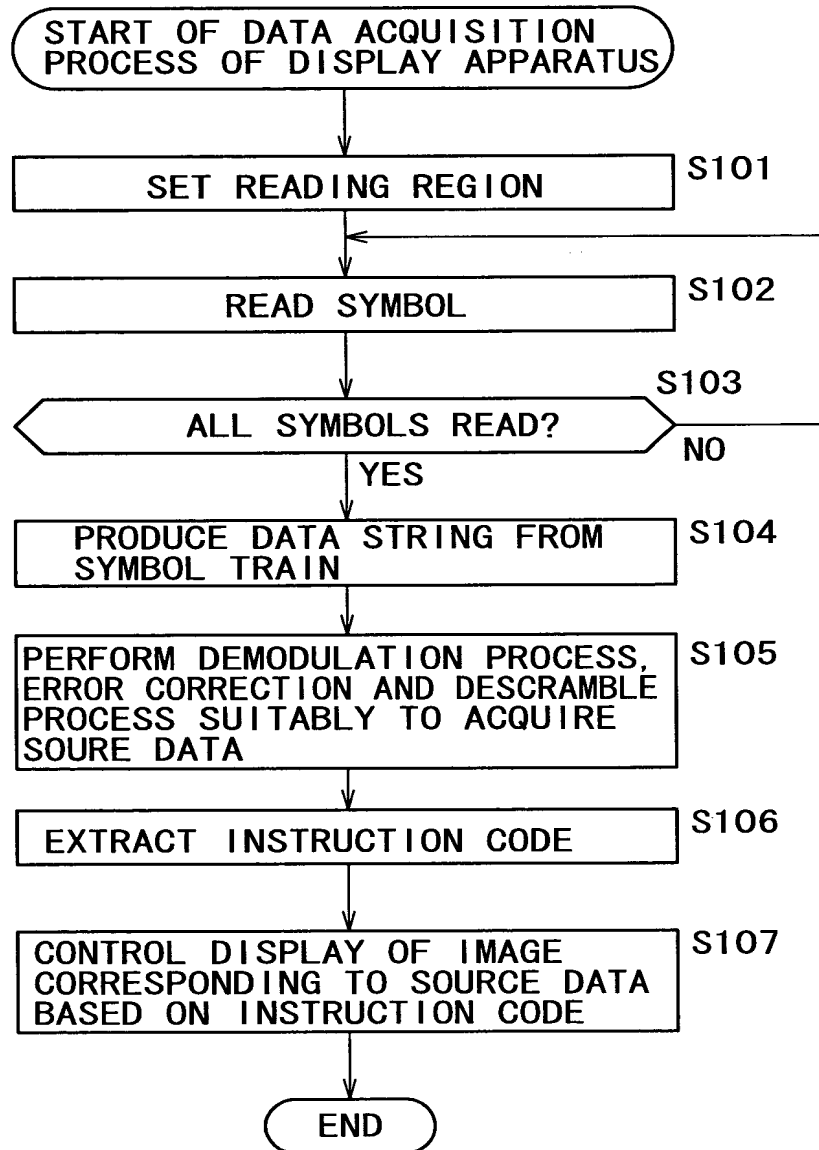 START OF DATA ACQUISITION
PROCESS OF DISPLAY APPARATUS
S101
SET READING REGION
S102
READ SYMBOL
S103
ALL SYMBOLS READ?
NO
YES
S104
PRODUCE DATA STRING FROM
SYMBOL TRAIN
S105
PERFORM DEMODULATION PROCESS,
ERROR CORRECTION AND DESCRAMBLE
PROCESS SUITABLY TO ACQUIRE
SOURE DATA
S106
EXTRACT INSTRUCTION CODE
S107
CONTROL DISPLAY OF IMAGE
CORRESPONDING TO SOURCE DATA
BASED ON INSTRUCTION CODE
END